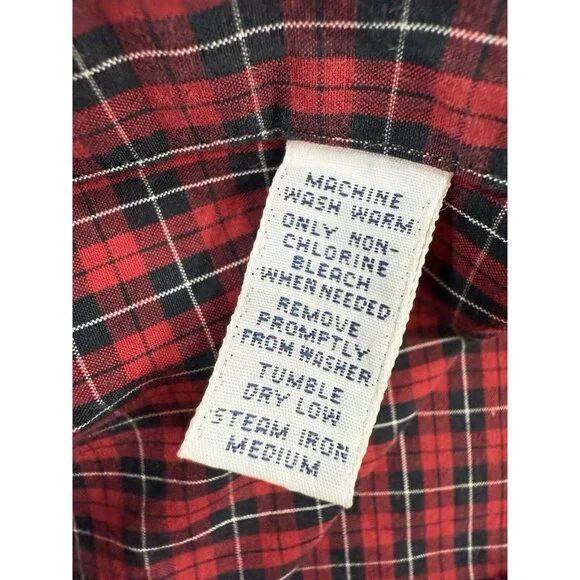 MACHINE
WASH WARM
ONLY NON-
CHLORINE
BLEACH
WHEN NEEDED
REMOVE
PROMPTLY
FROM WASHER
TUMBLE
DRY LOW
STEAM IRON
MEDIUM